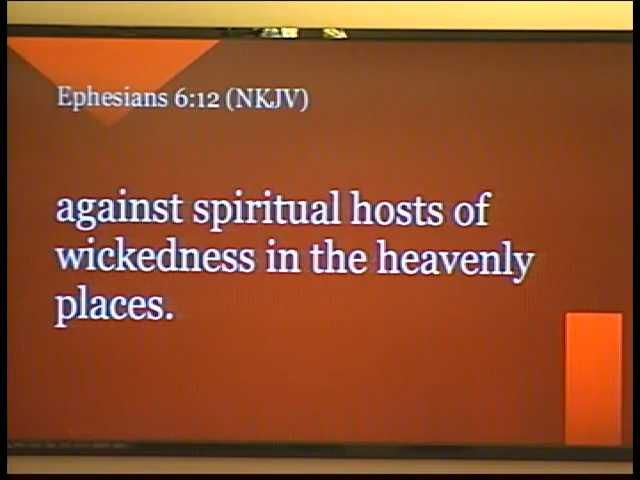 Ephesians 6:12 (NKJV)
against spiritual hosts of
wickedness in the heavenly
places.